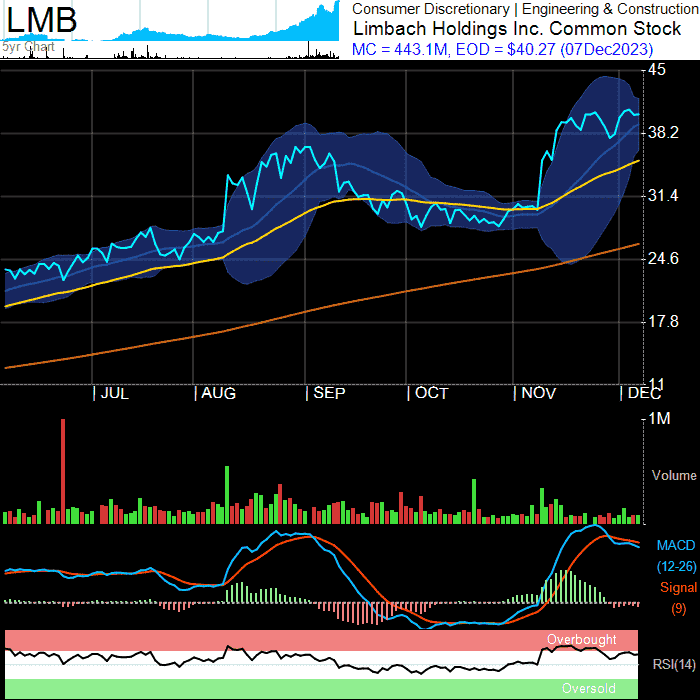 LMB
5yr Chart
Consumer Discretionary | Engineering & Construction
Limbach Holdings Inc. Common Stock
MC = 443.1M, EOD = $40.27 (07Dec2023)
45
38.2
31.4
24.6
17.8
11
JUL
AUG
SEP
OCT
NOV
DEC
1M
Volume
MACD
(12-26)
Signal
(9)
Overbought
RSI(14)
Oversold